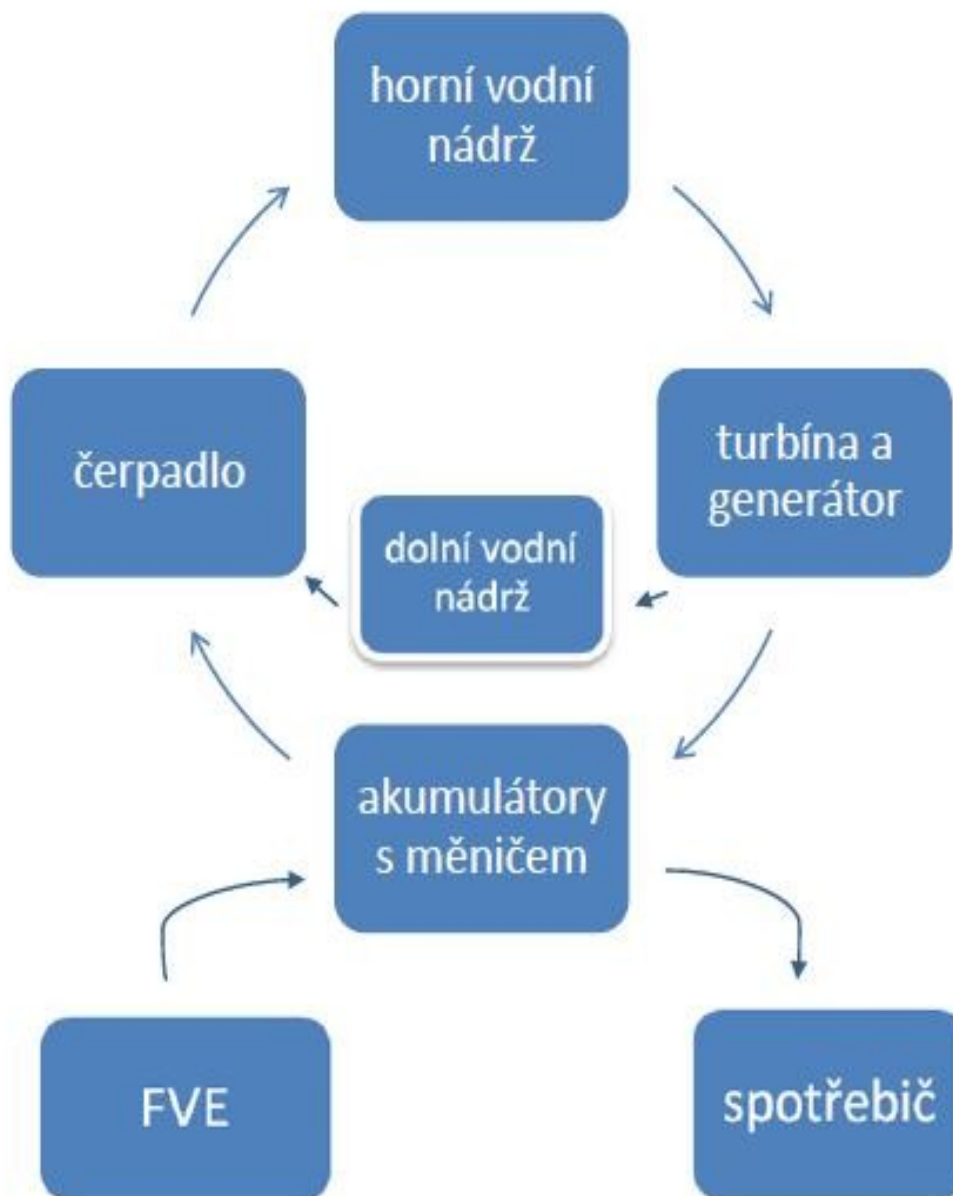 horní vodní
nádrž
čerpadlo
turbína a
generátor
dolní vodní
nádrž
akumulátory
s měničem
FVE
spotřebič